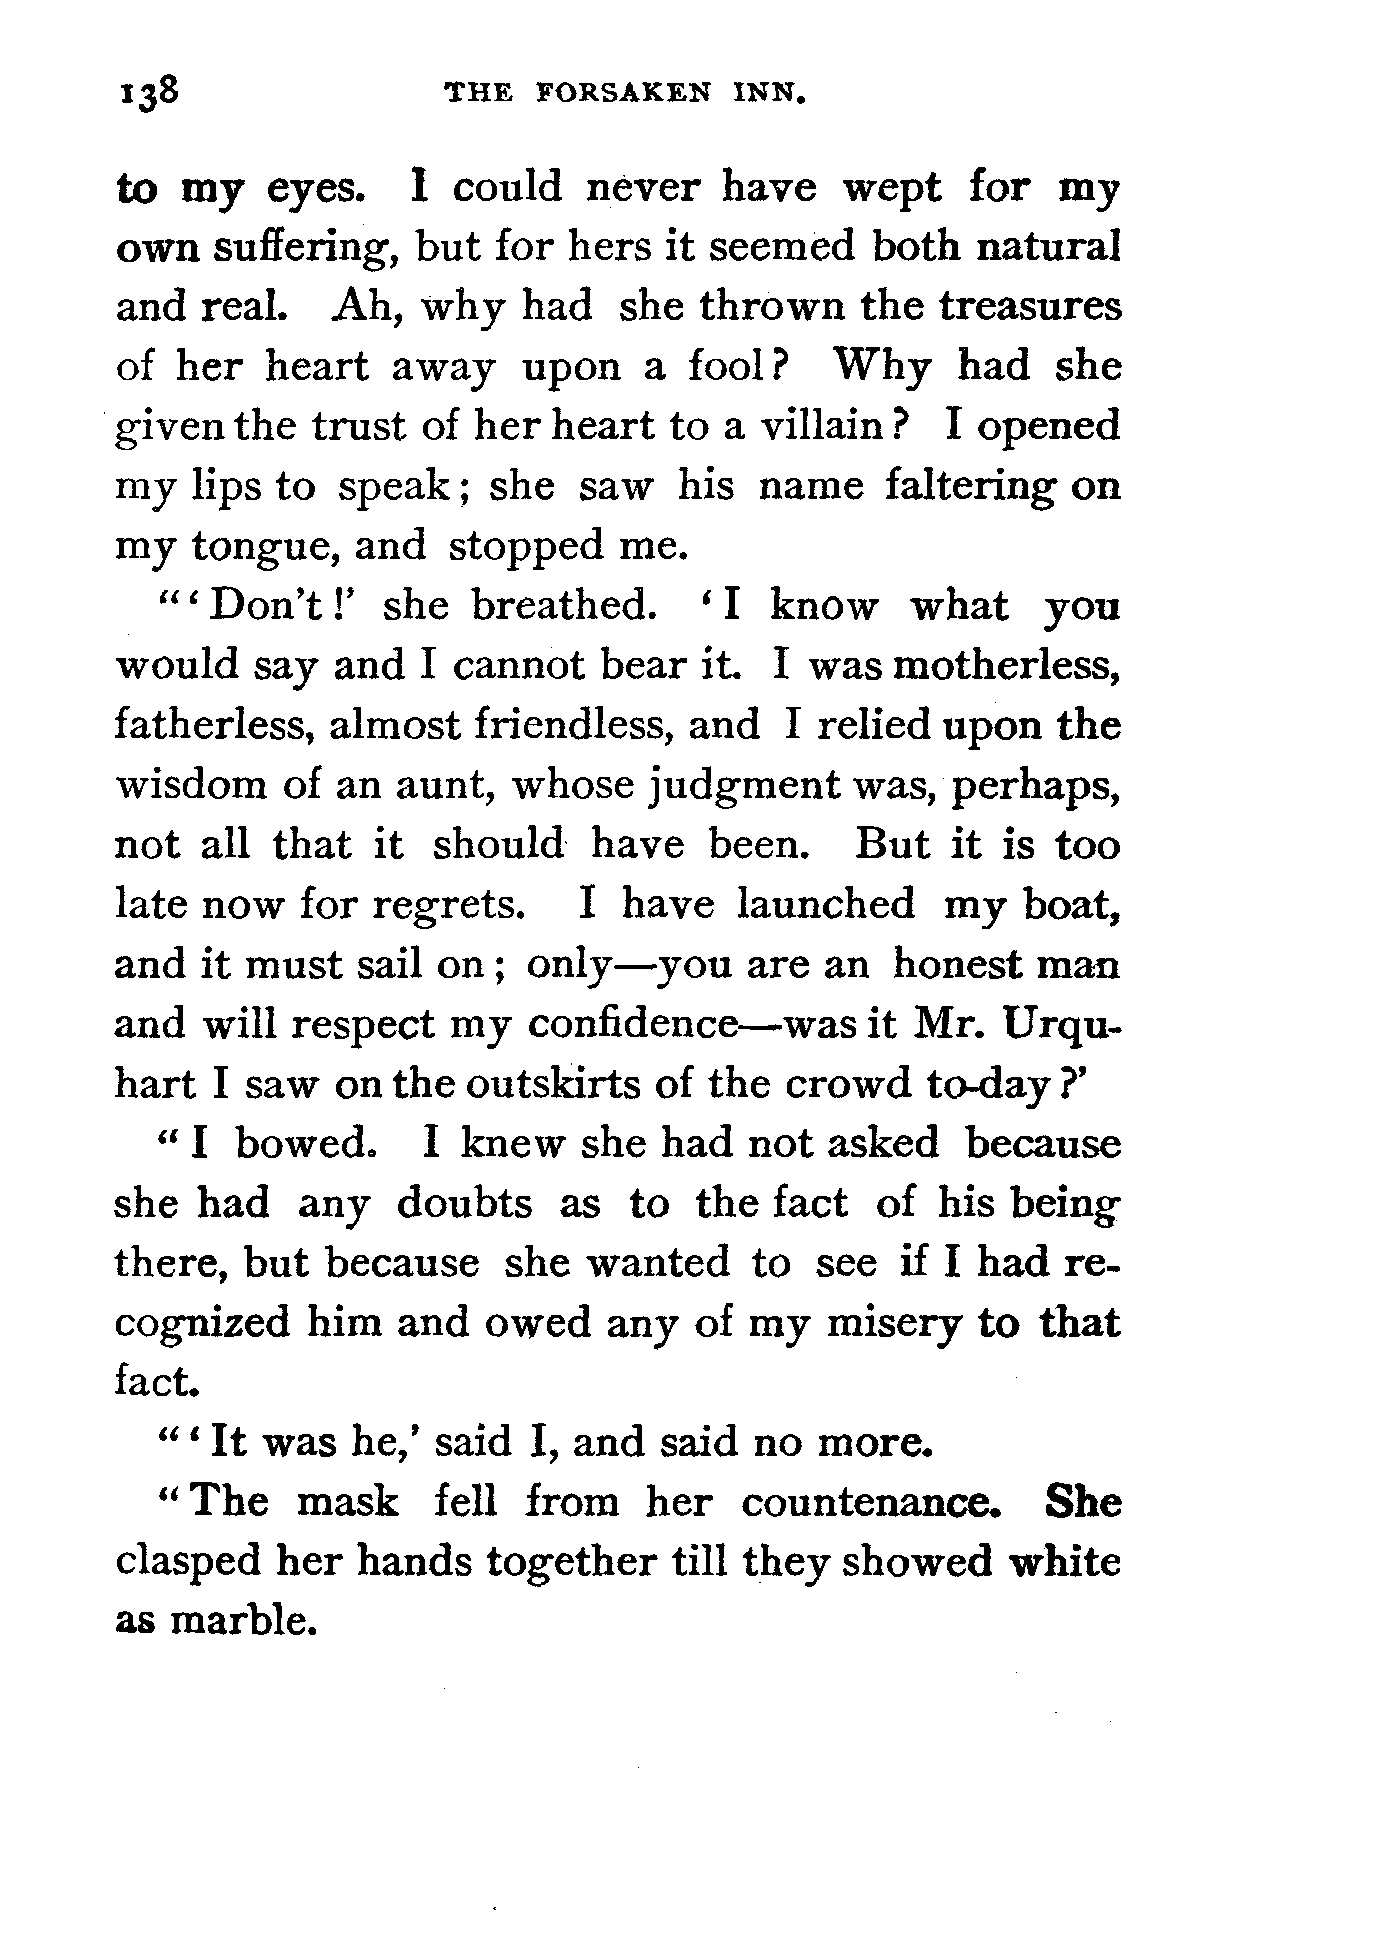 138 THE FORSAKEN INN.
to my eyes. I could never have wept for my
own suffering, but for hers it seemed both natural
and real. Ah, why had she thrown the treasures
of her heart away upon a fool? Why had she
given the trust of her heart to a villain? I opened
my lips to speak; she saw his name faltering on
my tongue, and stopped me.
"'Don't!' she breathed. 'I know what you
would say and I cannot bear it. I was motherless,
fatherless, almost friendless, and I relied upon the
wisdom of an aunt, whose judgment was, perhaps,
not all that it should have been. But it is too
late now for regrets. I have launched my boat,
and it must sail on; only—you are an honest man
and will respect my confidence—was it Mr. Urqu-
hart I saw on the outskirts of the crowd to-day?'
"I bowed. I knew she had not asked because
she had any doubts as to the fact of his being
there, but because she wanted to see if I had re-
cognized him and owed any of my misery to that
fact.
"'It was he,' said I, and said no more.
"The mask fell from her countenance. She
clasped her hands together till they showed white
as marble.